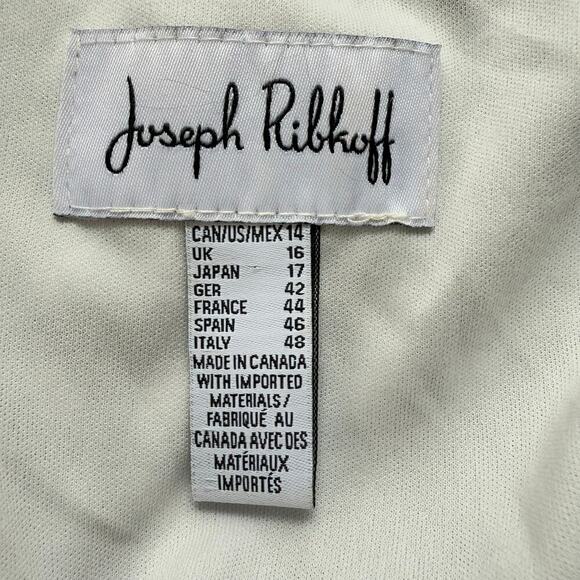 Joseph Ribkoff
CAN/US/MEX 14
UK 16
JAPAN 17
GER 42
FRANCE 44
SPAIN 46
ITALY 48
MADE IN CANADA
WITH IMPORTED
MATERIALS/
FABRIQUÉ AU
CANADA AVEC DES
MATÉRIAUX
IMPORTÉS